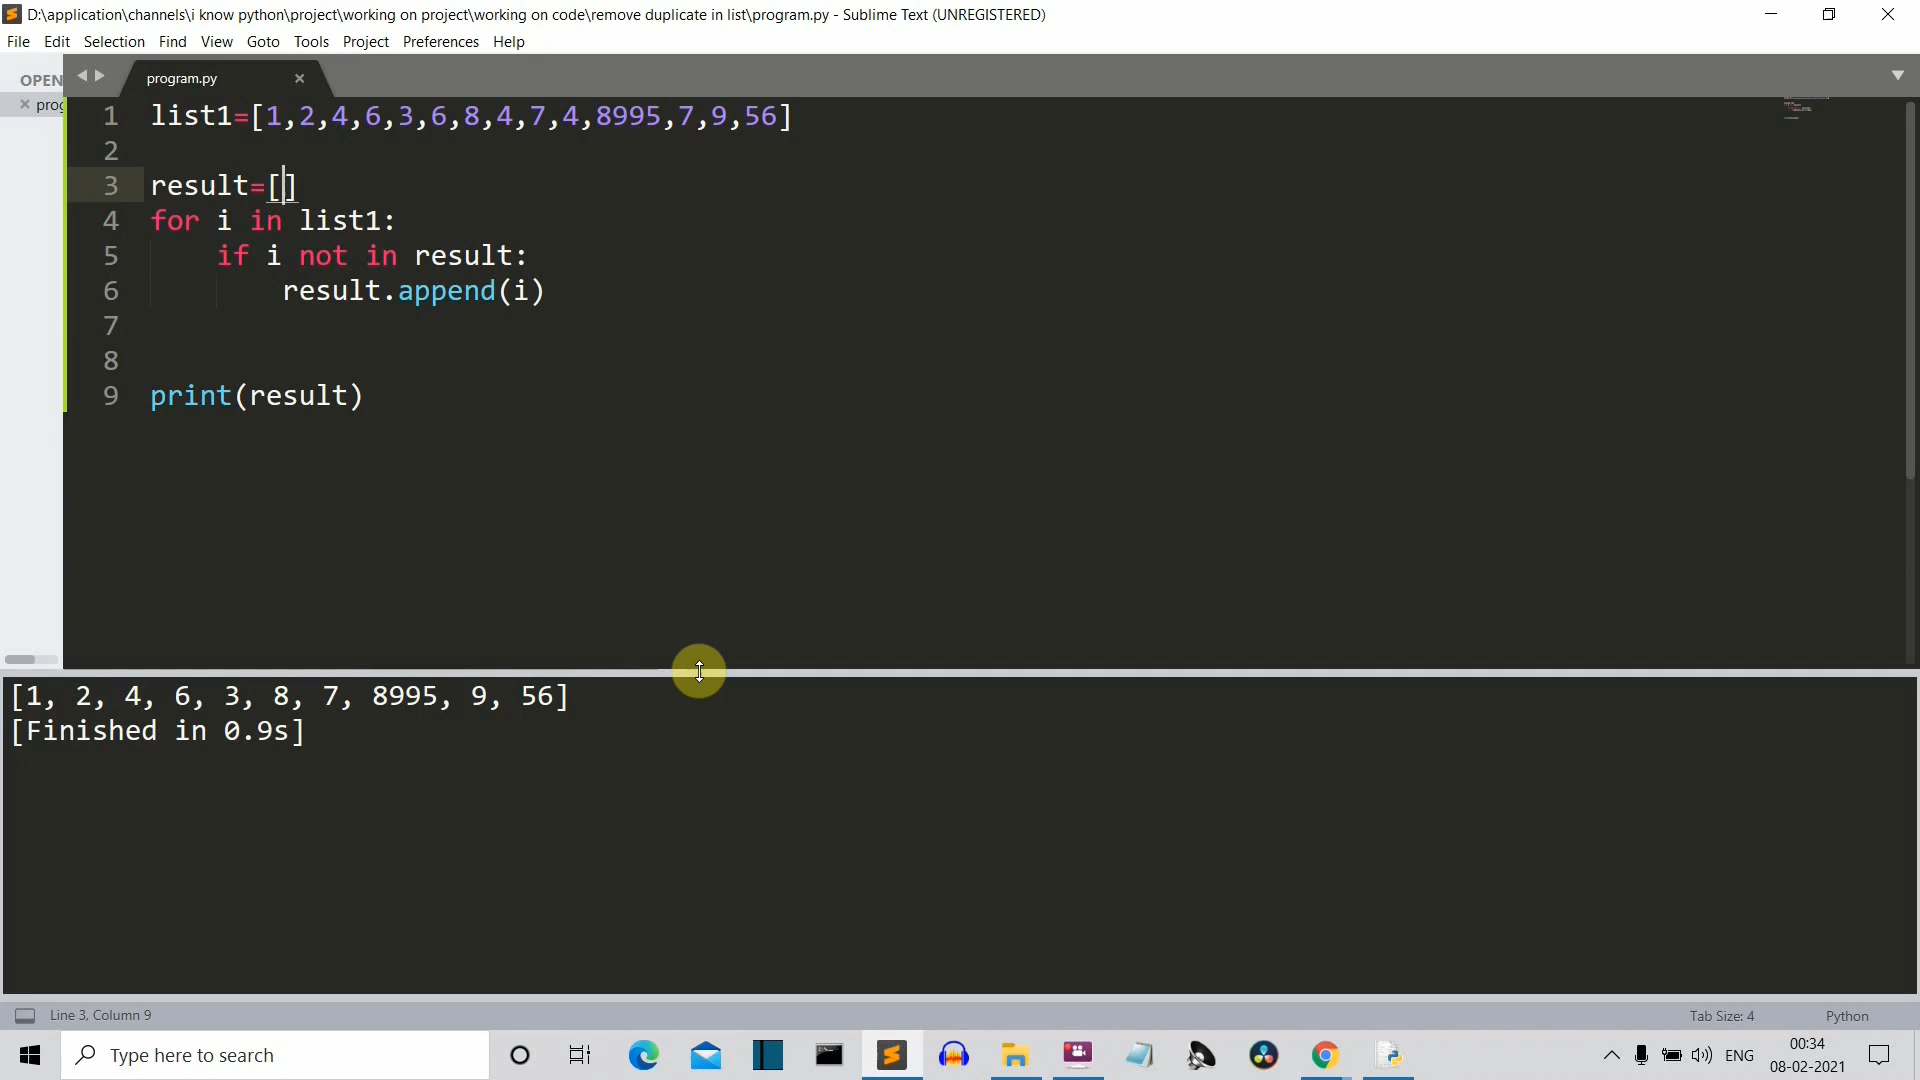 D:\application\channels\i know python\project\working on project\working on code\remove duplicate in list\program.py - Sublime Text (UNREGISTERED)
File Edit Selection Find View Goto Tools Project Preferences Help
OPEN
program.py
prog
1 list1=[1,2,4,6,3,6,8,4,7,4,8995,7,9,56]
2
3 result=[]
4 for i in list1:
5 if i not in result:
6 result.append(i)
7
8
9 print(result)
[1, 2, 4, 6, 3, 8, 7, 8995, 9, 56]
[Finished in 0.9s]
Line 3, Column 9
Tab Size: 4
Python
Type here to search
ENG
00:34
08-02-2021